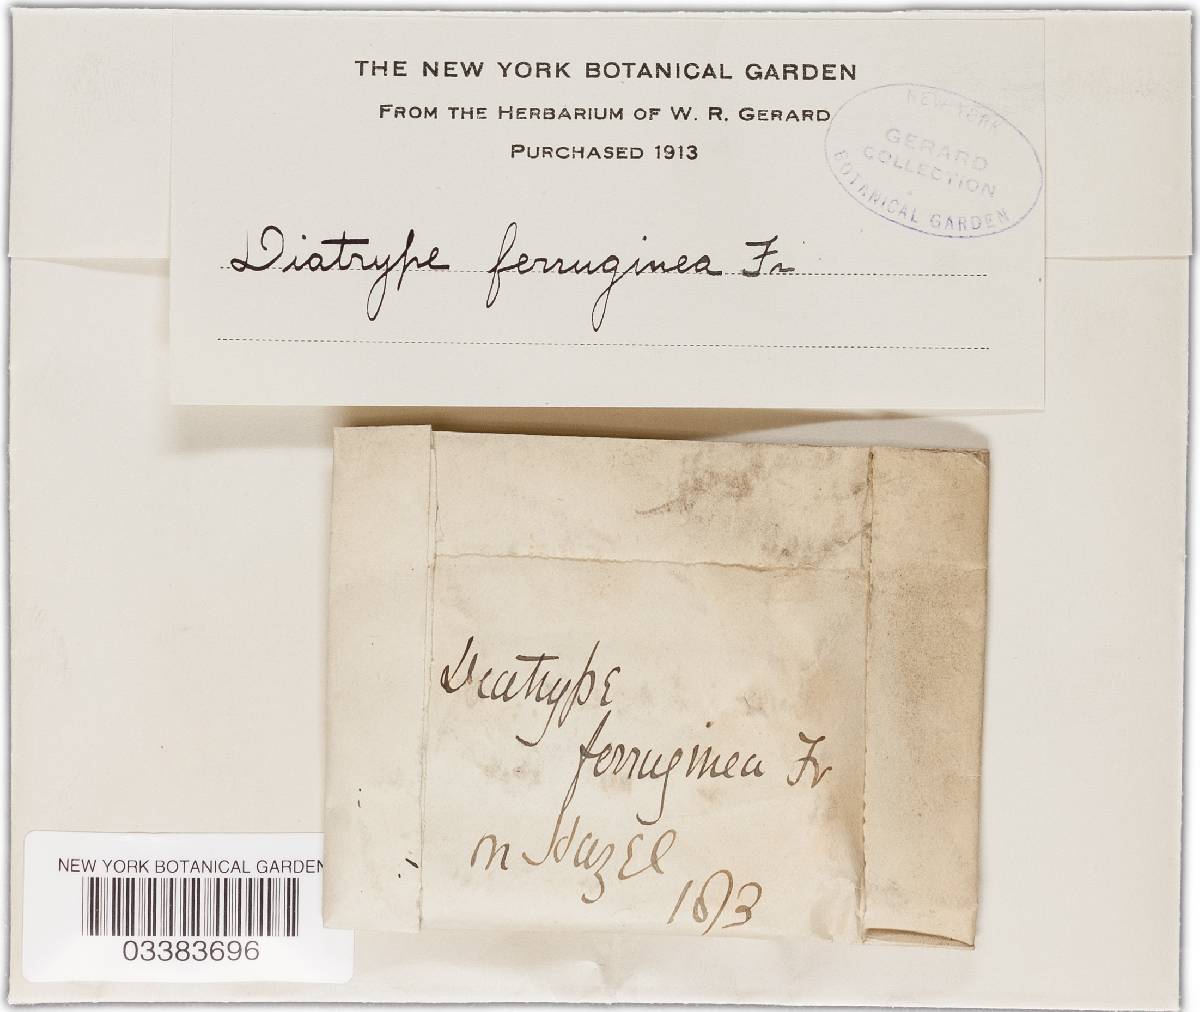 THE NEW YORK BOTANICAL GARDEN
FROM THE HERBARIUM OF W. R. GERARD
PURCHASED 1913
NEW YORK
GERARD
COLLECTION
BOTANICAL GARDEN
Diatrype ferruginea Fr
Diatrype
ferruginea Fr
on Hazel
1873
NEW YORK BOTANICAL GARDEN
03383696